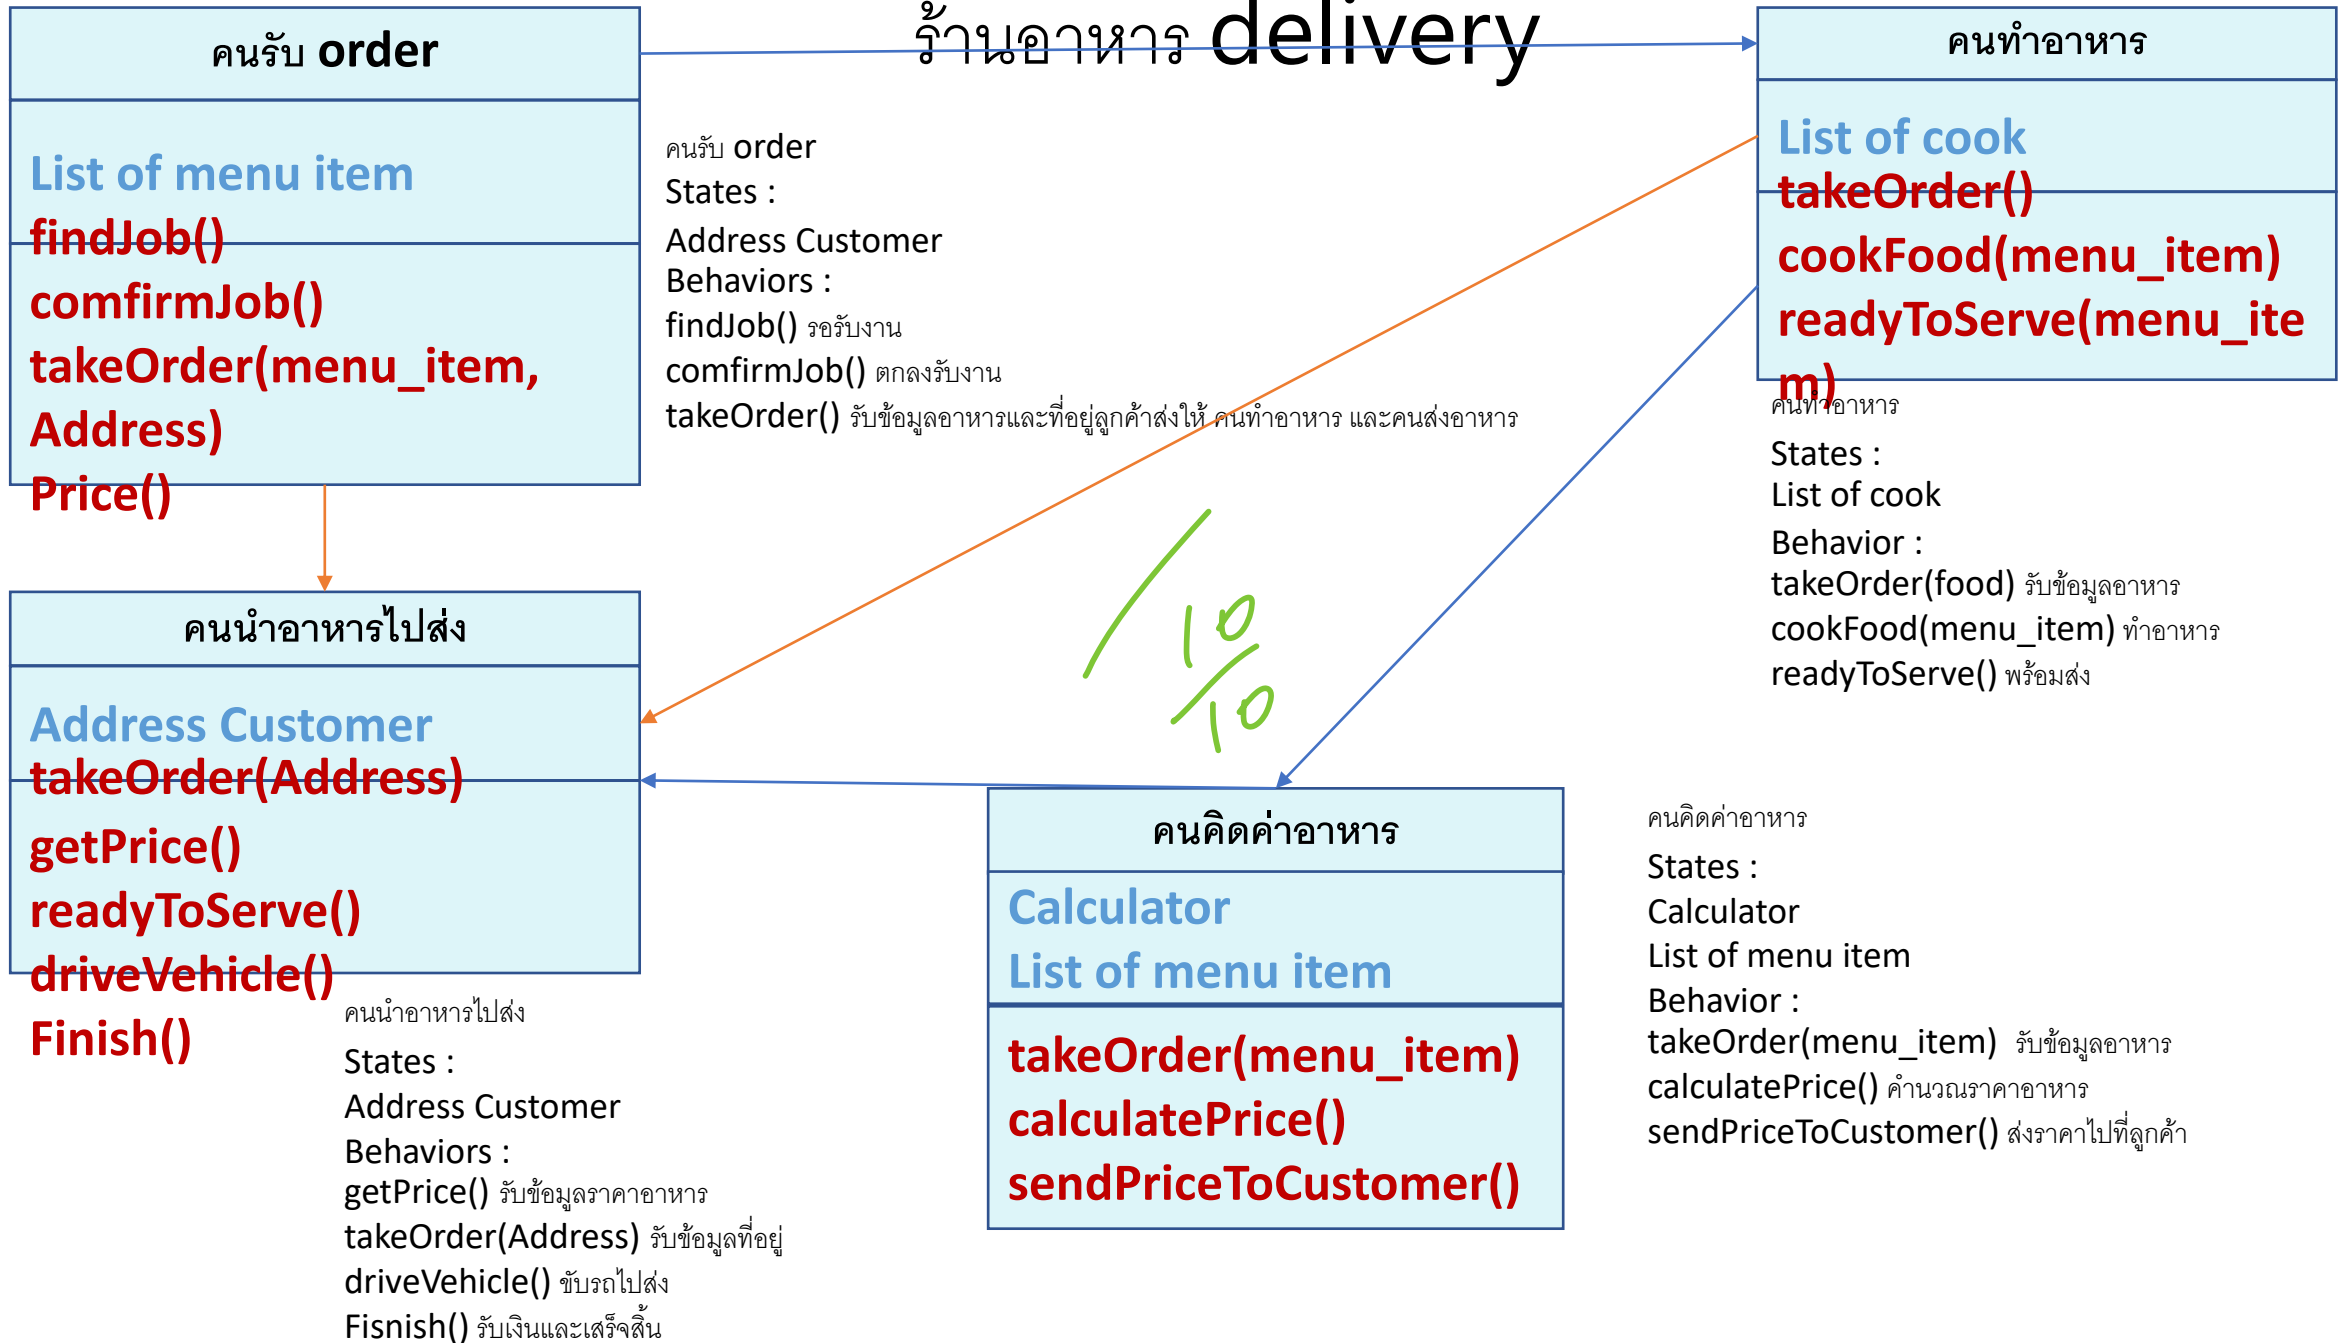 ร้านอาหาร delivery
คนรับ order
List of menu item
findJob()
comfirmJob()
takeOrder(menu_item,
Address)
Price()
คนรับ order
States :
Address Customer
Behaviors :
findJob() รอรับงาน
comfirmJob() ตกลงรับงาน
takeOrder() รับข้อมูลอาหารและที่อยู่ลูกค้าส่งให้ คนทำอาหาร และคนส่งอาหาร
คนทำอาหาร
List of cook
takeOrder()
cookFood(menu_item)
readyToServe(menu_ite
m)
คนทำอาหาร
States :
List of cook
Behavior :
takeOrder(food) รับข้อมูลอาหาร
cookFood(menu_item) ทำอาหาร
readyToServe() พร้อมส่ง
10
10
คนนำอาหารไปส่ง
Address Customer
takeOrder(Address)
getPrice()
readyToServe()
driveVehicle()
Finish()
คนนำอาหารไปส่ง
States :
Address Customer
Behaviors :
getPrice() รับข้อมูลราคาอาหาร
takeOrder(Address) รับข้อมูลที่อยู่
driveVehicle() ขับรถไปส่ง
Fisnish() รับเงินและเสร็จสิ้น
คนคิดค่าอาหาร
Calculator
List of menu item
takeOrder(menu_item)
calculatePrice()
sendPriceToCustomer()
คนคิดค่าอาหาร
States :
Calculator
List of menu item
Behavior :
takeOrder(menu_item) รับข้อมูลอาหาร
calculatePrice() คำนวณราคาอาหาร
sendPriceToCustomer() ส่งราคาไปที่ลูกค้า